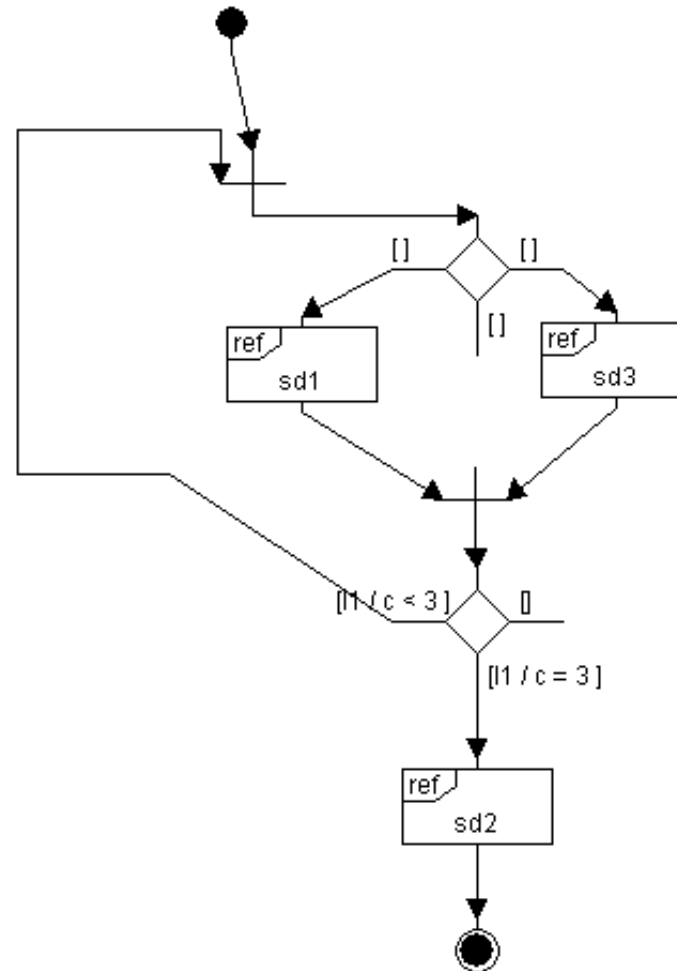 [ ]
[ ]
[ ]
ref
sd1
ref
sd3
[l1 / c < 3 ]
[]
[l1 / c = 3 ]
ref
sd2